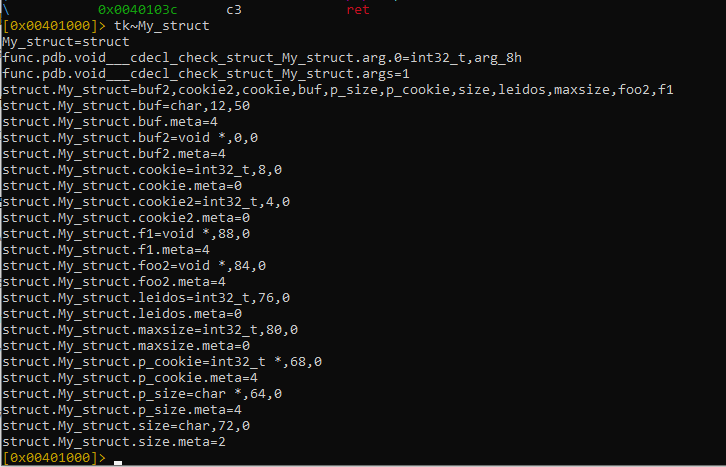 \ 0x0040103c c3 ret
[0x00401000]> tk~My_struct
My_struct=struct
func.pdb.void___cdecl_check_struct_My_struct.arg.0=int32_t,arg_8h
func.pdb.void___cdecl_check_struct_My_struct.args=1
struct.My_struct=buf2,cookie2,cookie,buf,p_size,p_cookie,size,leidos,maxsize,foo2,f1
struct.My_struct.buf=char,12,50
struct.My_struct.buf.meta=4
struct.My_struct.buf2=void *,0,0
struct.My_struct.buf2.meta=4
struct.My_struct.cookie=int32_t,8,0
struct.My_struct.cookie.meta=0
struct.My_struct.cookie2=int32_t,4,0
struct.My_struct.cookie2.meta=0
struct.My_struct.f1=void *,88,0
struct.My_struct.f1.meta=4
struct.My_struct.foo2=void *,84,0
struct.My_struct.foo2.meta=4
struct.My_struct.leidos=int32_t,76,0
struct.My_struct.leidos.meta=0
struct.My_struct.maxsize=int32_t,80,0
struct.My_struct.maxsize.meta=0
struct.My_struct.p_cookie=int32_t *,68,0
struct.My_struct.p_cookie.meta=4
struct.My_struct.p_size=char *,64,0
struct.My_struct.p_size.meta=4
struct.My_struct.size=char,72,0
struct.My_struct.size.meta=2
[0x00401000]>